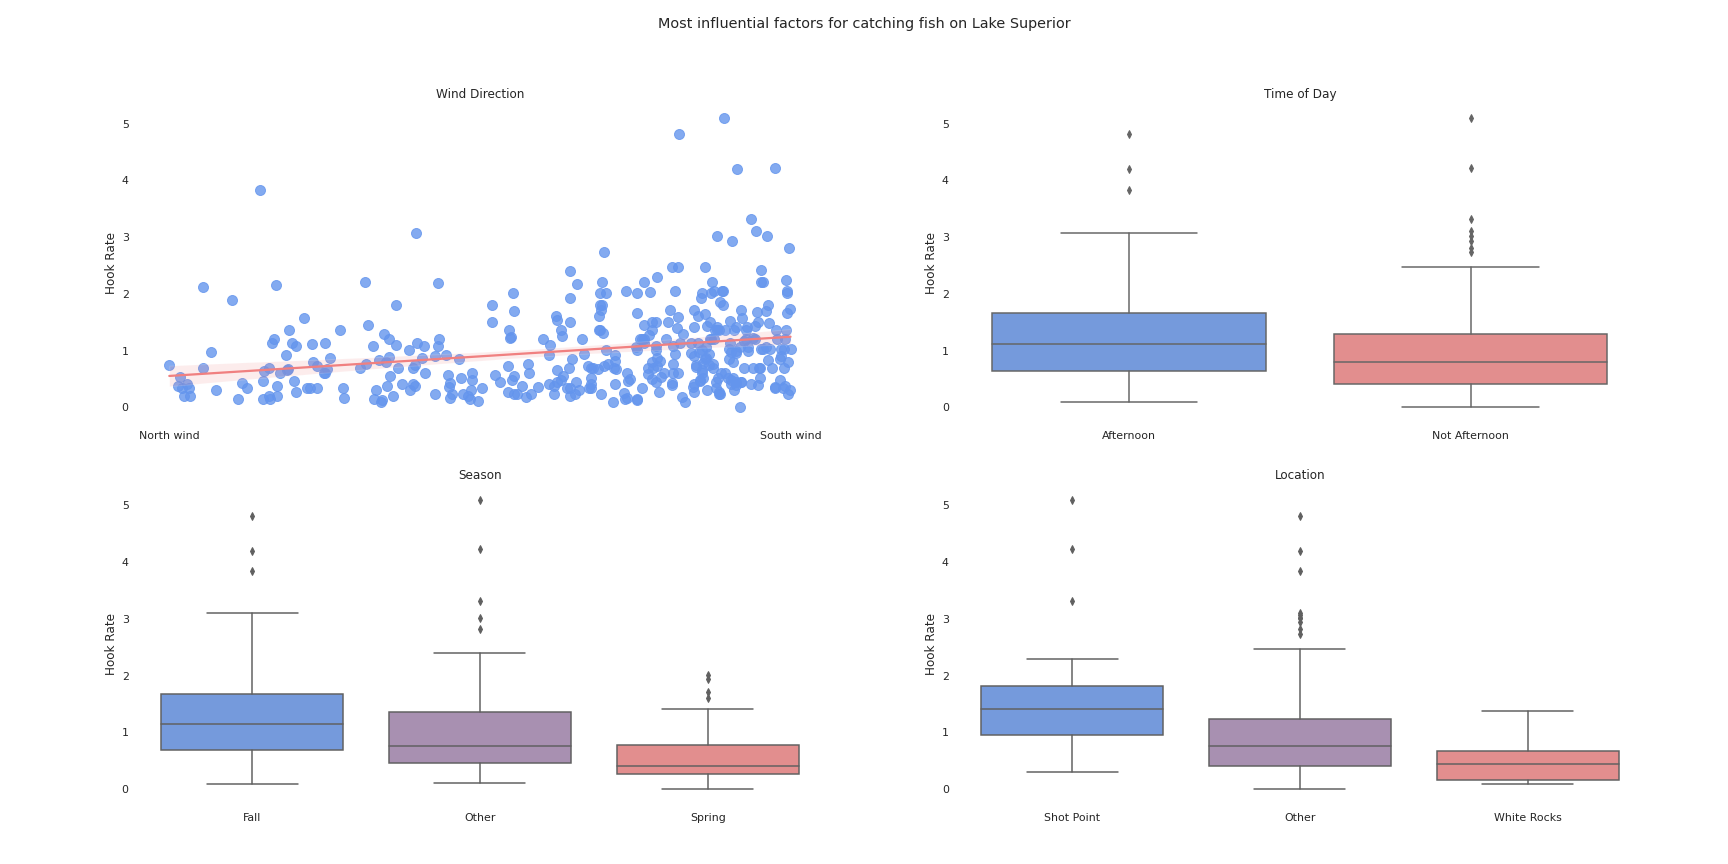 Most influential factors for catching fish on Lake Superior
Wind Direction
Hook Rate
5
4
3
2
1
0
North wind South wind
Time of Day
Hook Rate
5
4
3
2
1
0
Afternoon Not Afternoon
Season
Hook Rate
5
4
3
2
1
0
Fall Other Spring
Location
Hook Rate
5
4
3
2
1
0
Shot Point Other White Rocks